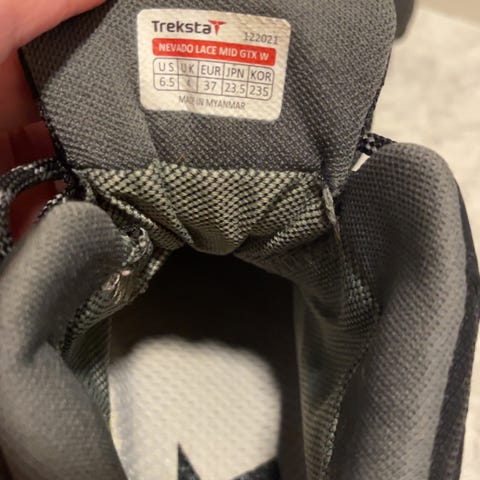 Treksta
122021
NEVADO LACE MID GTX W
US UK EUR JPN KOR
6.5 4 37 23.5 235
MADE IN MYANMAR